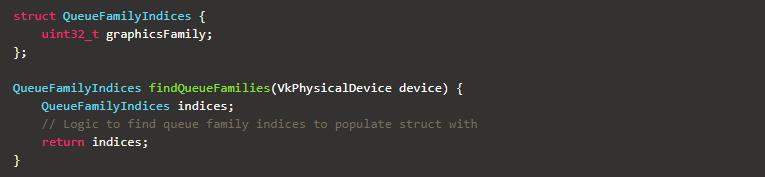 struct QueueFamilyIndices {
    uint32_t graphicsFamily;
};

QueueFamilyIndices findQueueFamilies(VkPhysicalDevice device) {
    QueueFamilyIndices indices;
    // Logic to find queue family indices to populate struct with
    return indices;
}